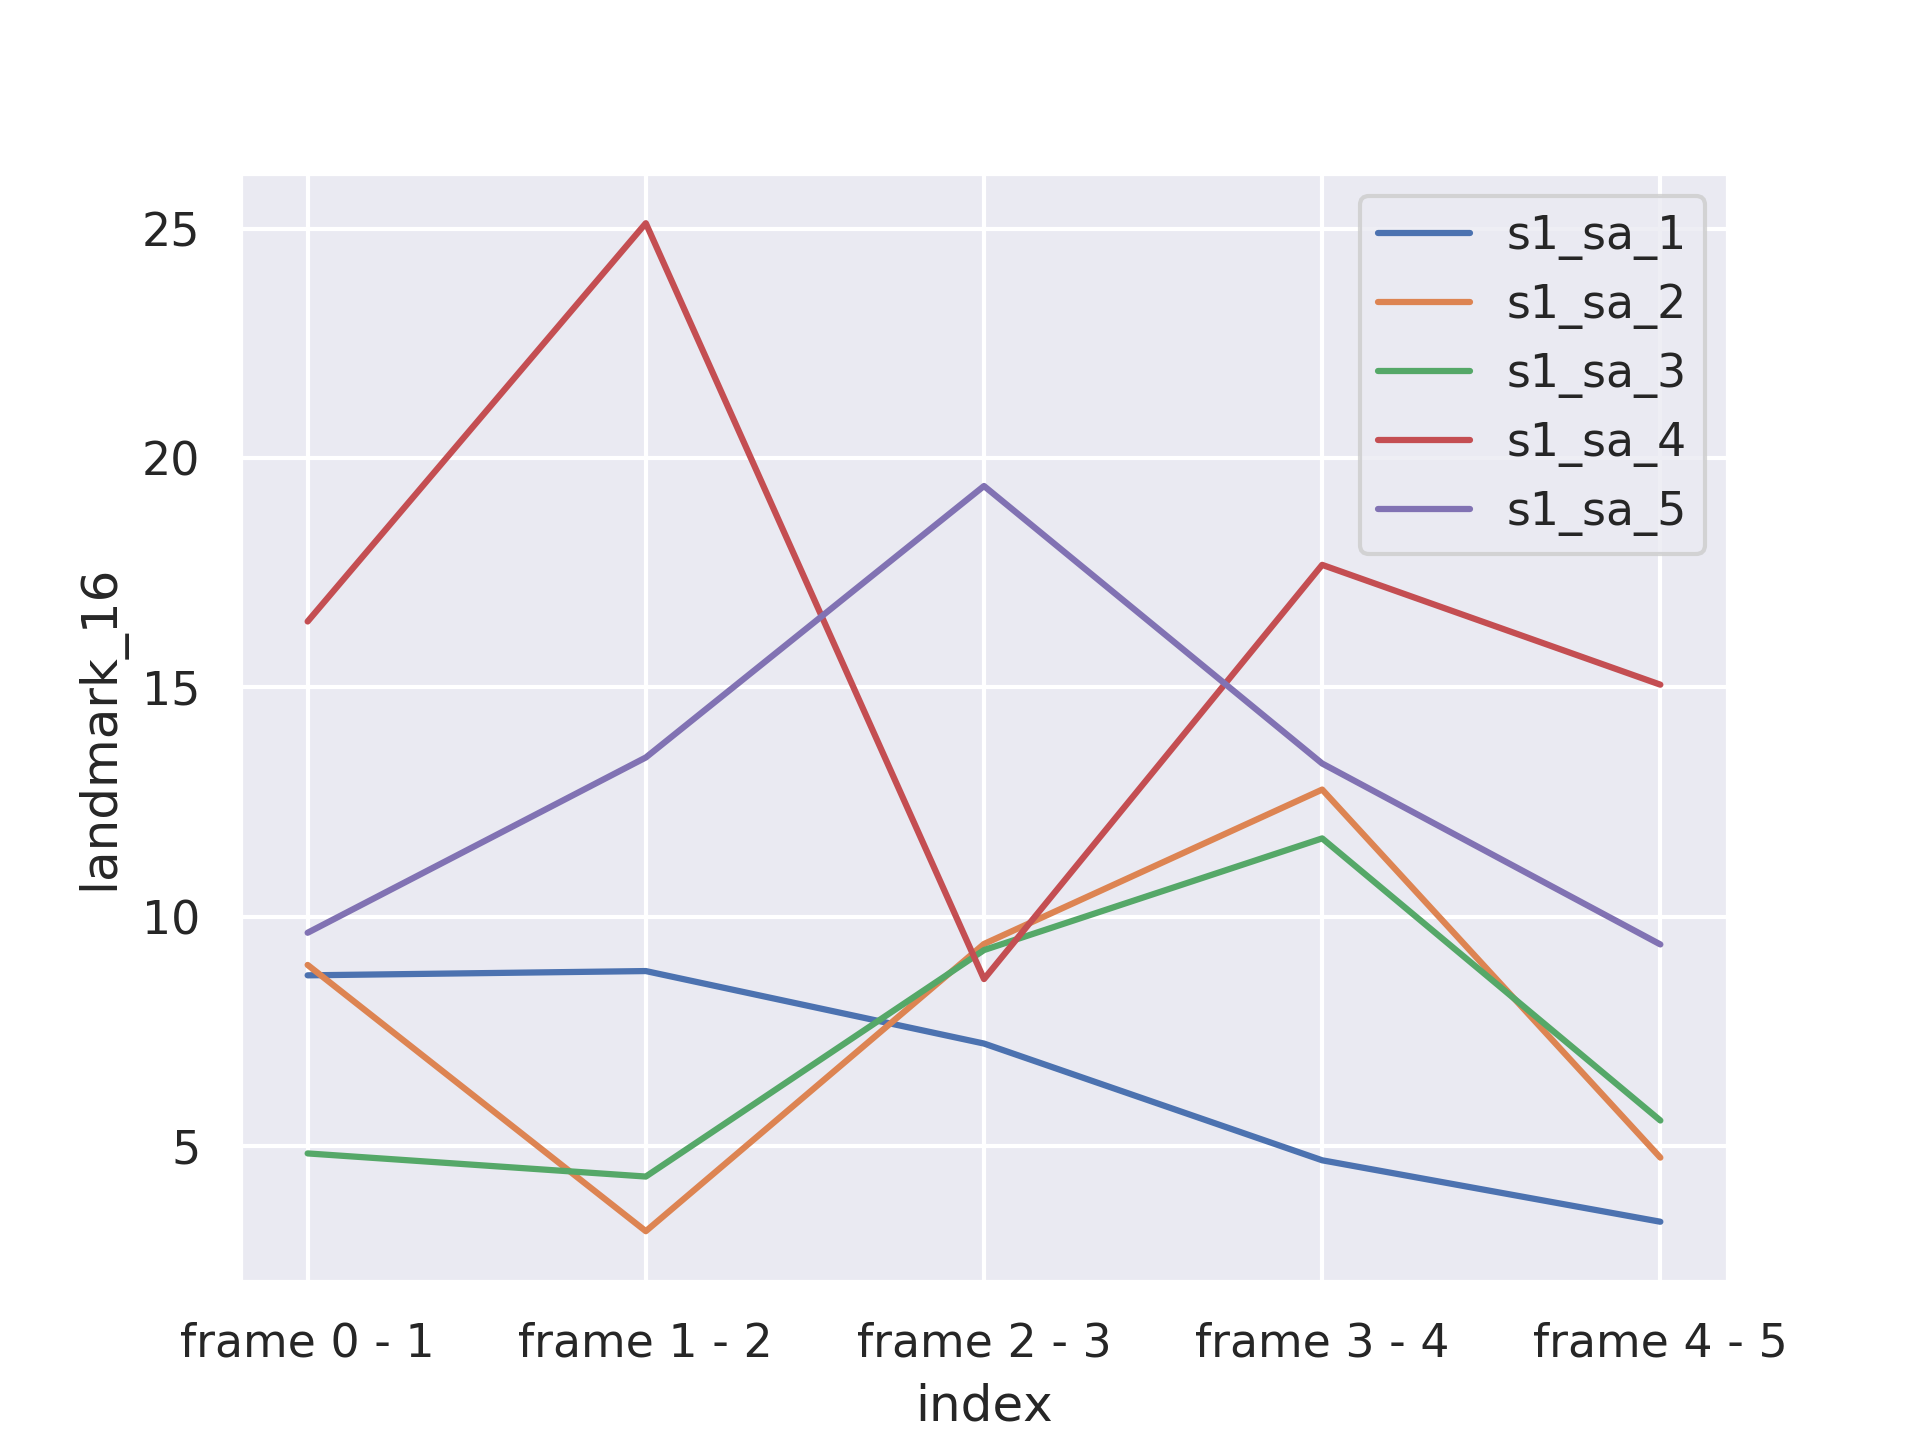 25
20
15
10
5
landmark_16
s1_sa_1
s1_sa_2
s1_sa_3
s1_sa_4
s1_sa_5
frame 0 - 1
frame 1 - 2
frame 2 - 3
frame 3 - 4
frame 4 - 5
index